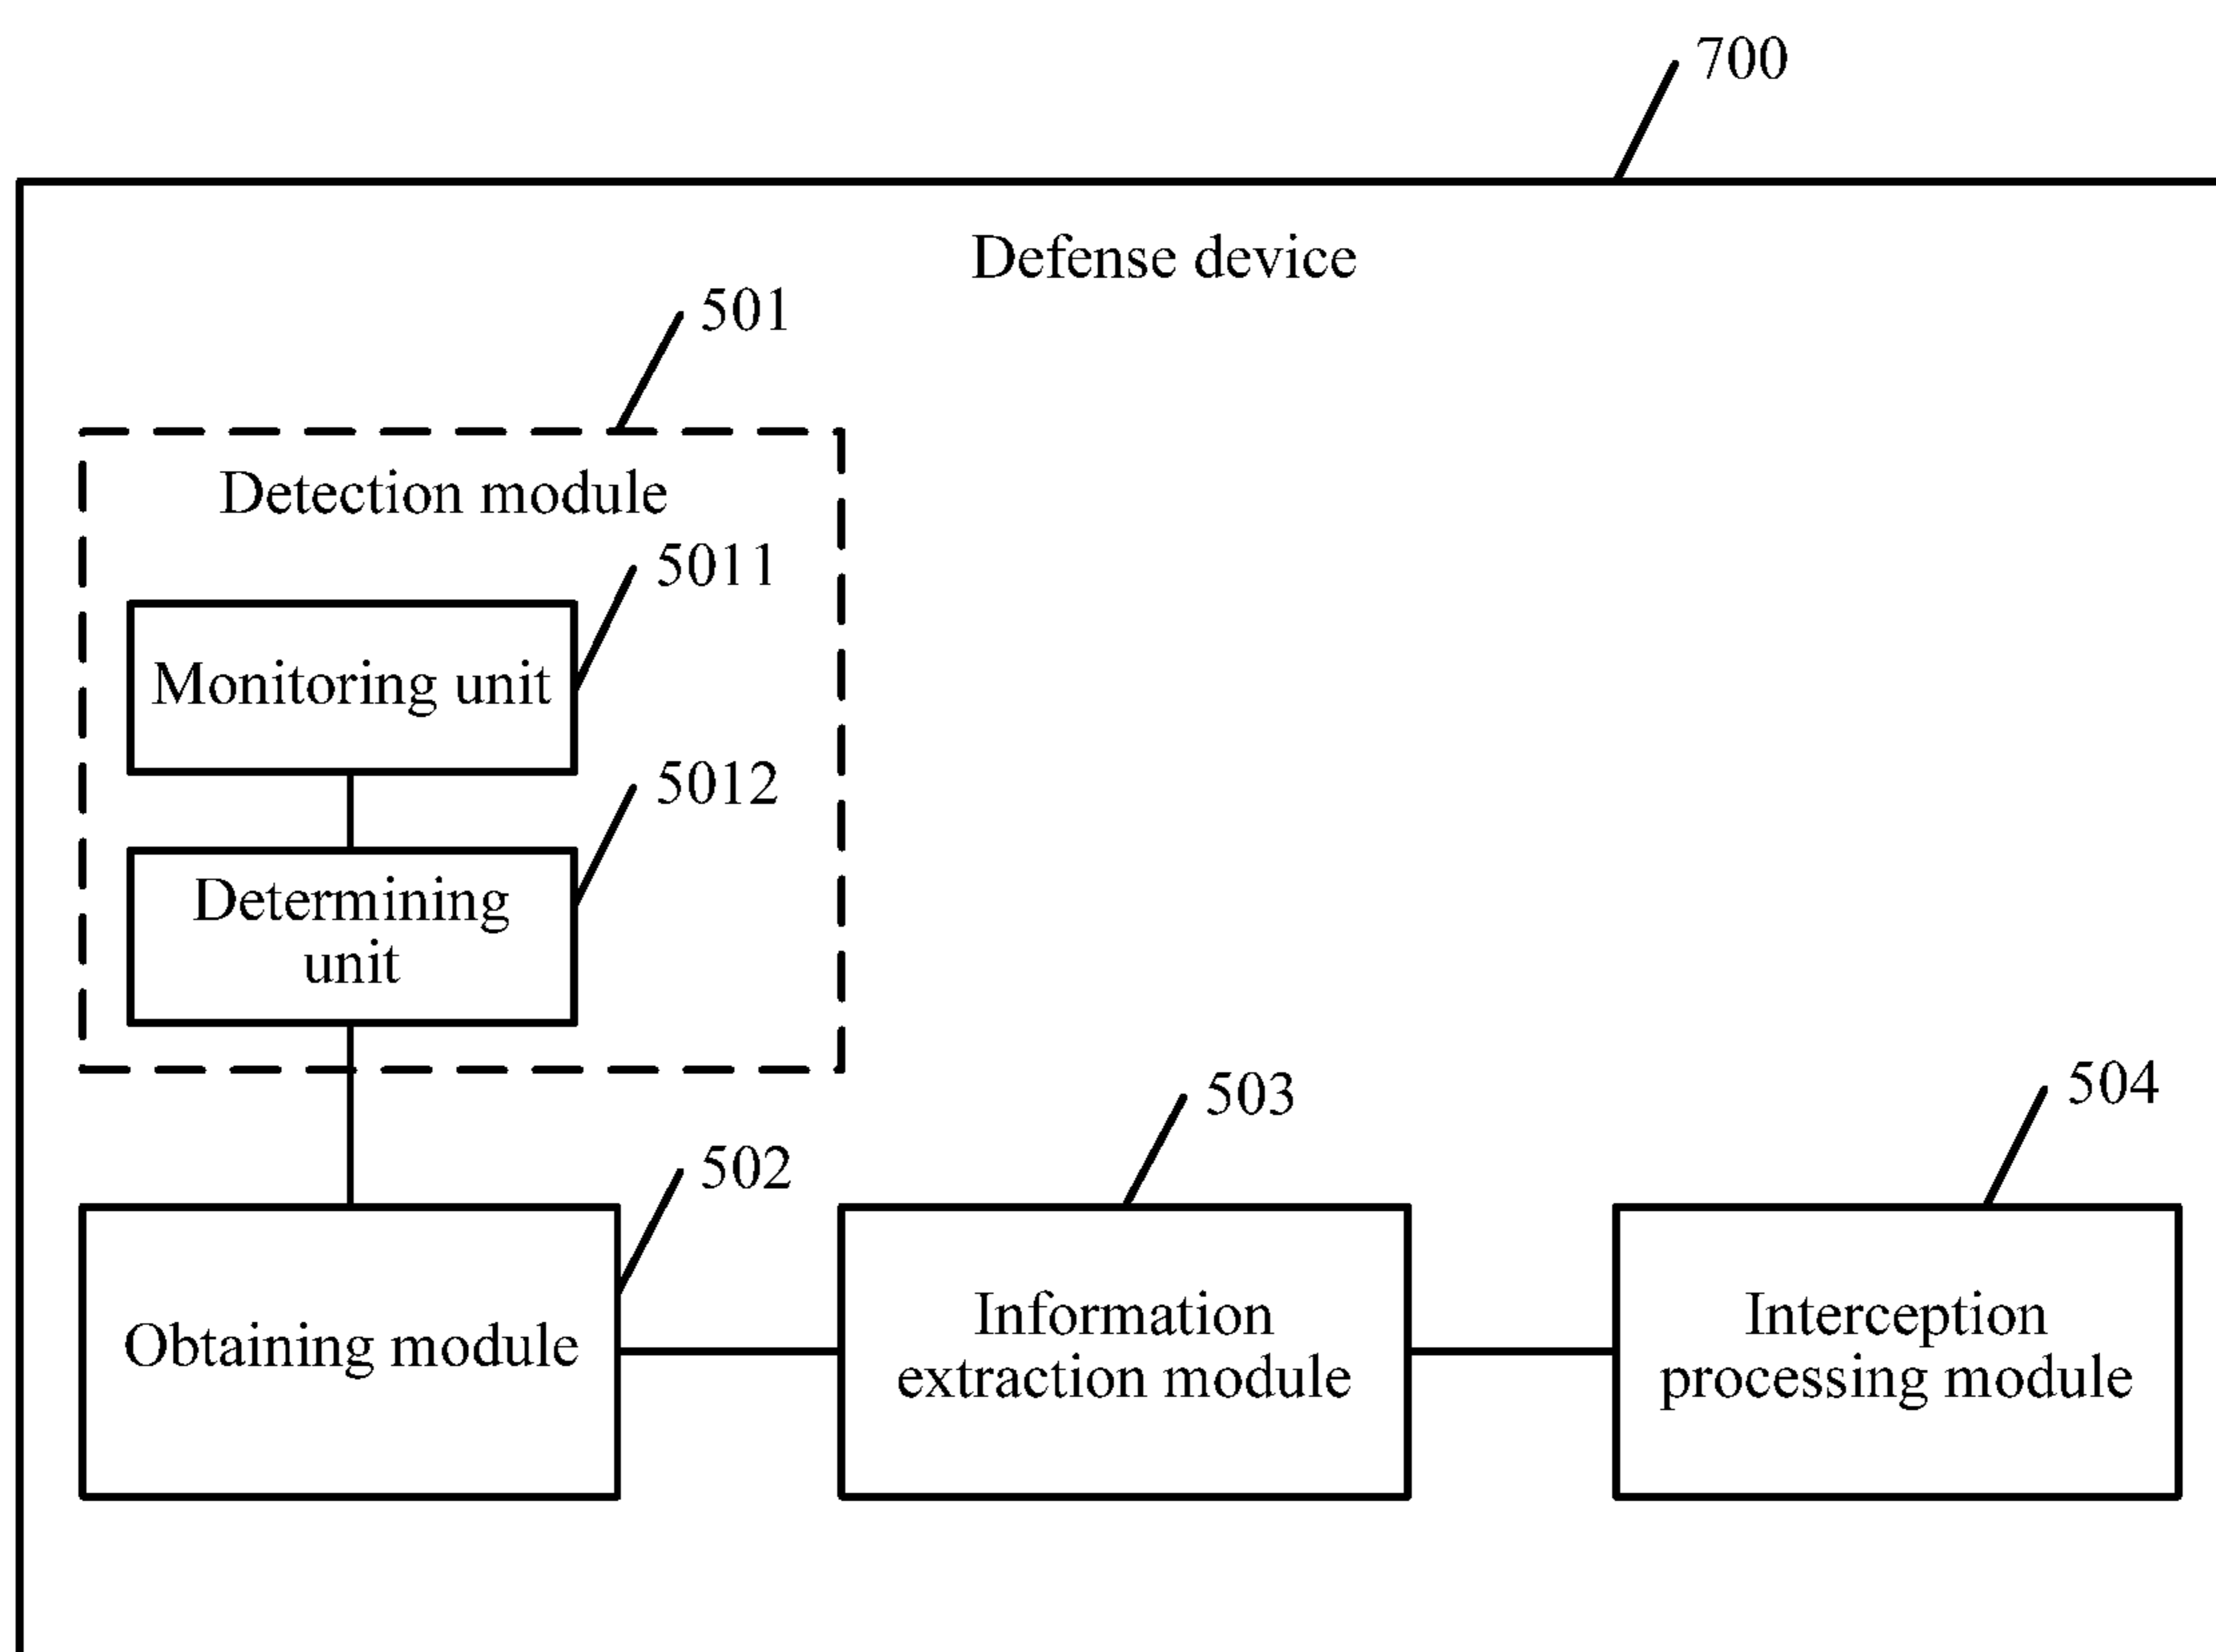 700
Defense device
501
Detection module
5011
Monitoring unit
5012
Determining
unit
502
503
504
Obtaining module
Information
extraction module
Interception
processing module